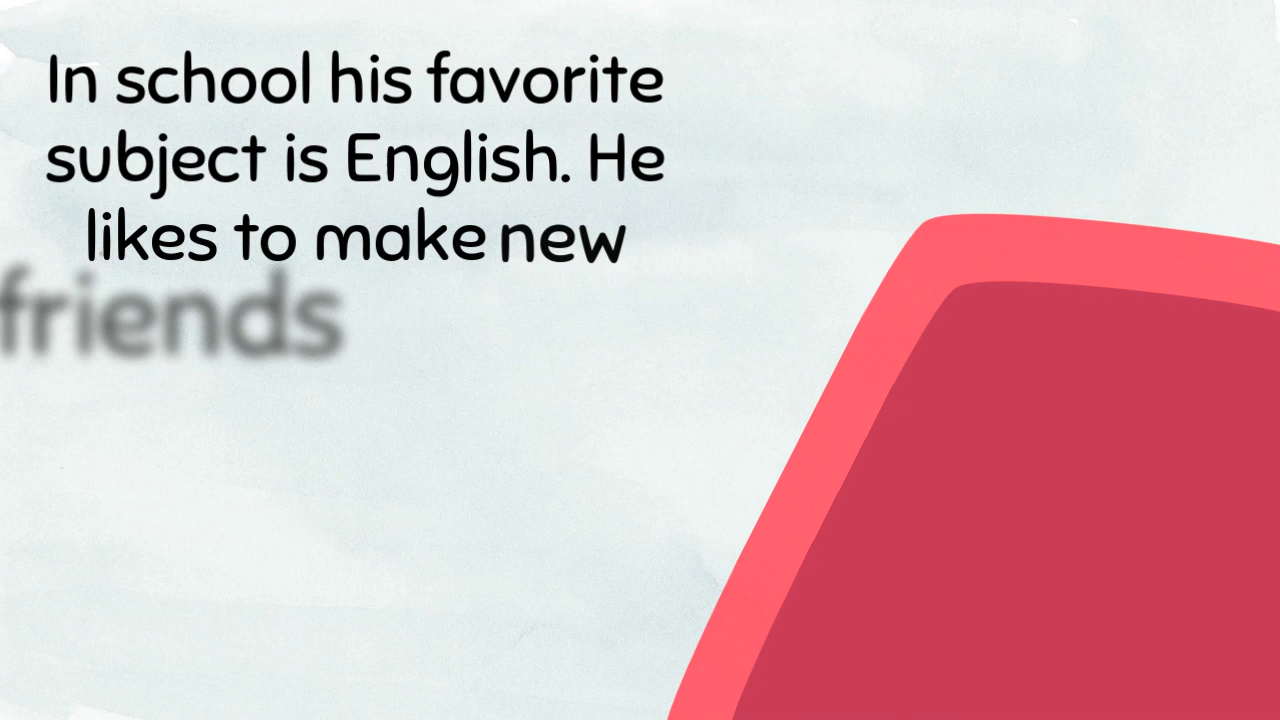 In school his favorite
subject is English. He
likes to make new
friends